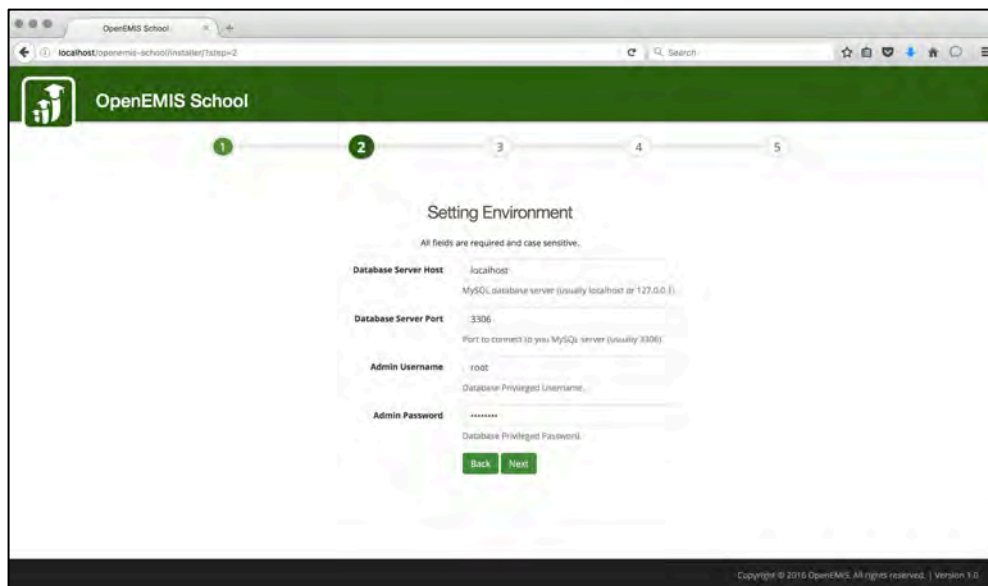 OpenEMIS School
localhost/openemis-school/installer/?step=2
Search
OpenEMIS School
1 2 3 4 5
Setting Environment
All fields are required and case sensitive.
Database Server Host localhost
MySQL database server (usually localhost or 127.0.0.1)
Database Server Port 3306
Port to connect to you MySQL server (usually 3306)
Admin Username root
Database Privileged Username.
Admin Password ••••••••
Database Privileged Password.
Back Next
Copyright © 2016 OpenEMIS. All rights reserved. | Version 1.0